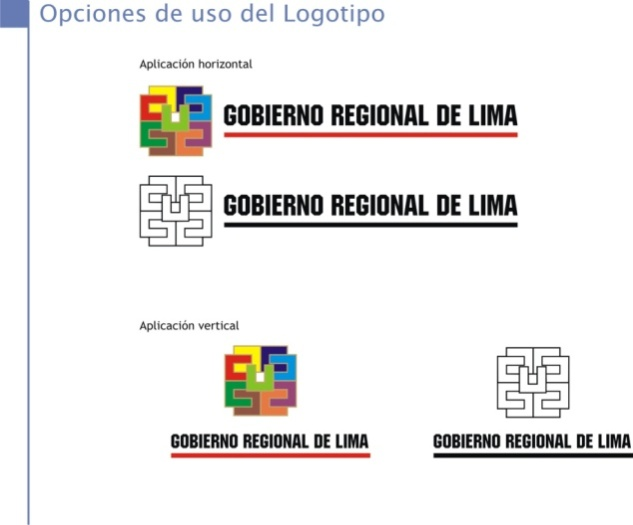 Opciones de uso del Logotipo
Aplicación horizontal
GOBIERNO REGIONAL DE LIMA
GOBIERNO REGIONAL DE LIMA
Aplicación vertical
GOBIERNO REGIONAL DE LIMA
GOBIERNO REGIONAL DE LIMA